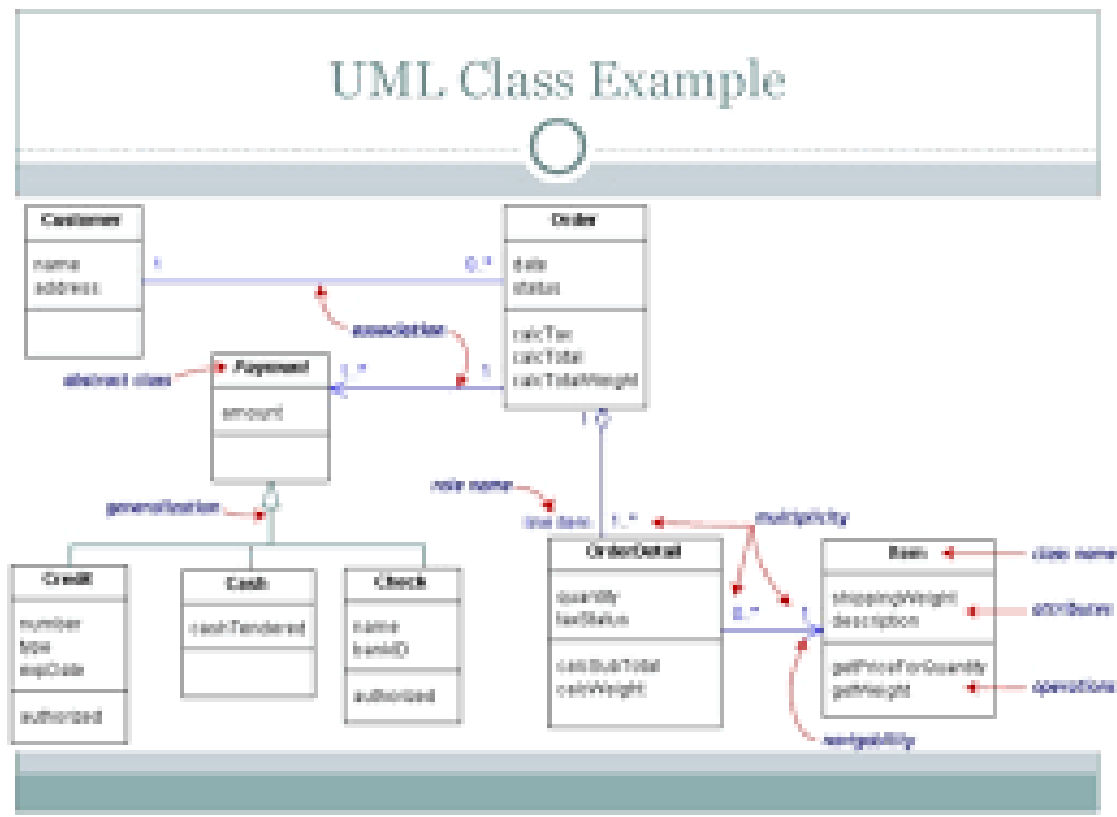 UML Class Example
Customer
name
address
1
0..*
association
Order
date
status
calcTax
calcTotal
calcTotalWeight
abstract class
Payment
amount
1..*
1
generalization
Credit
number
type
expDate
authorized
Cash
cashTendered
Check
name
bankID
authorized
1
role name
line item
1..*
multiplicity
OrderDetail
quantity
taxStatus
calcSubTotal
calcWeight
0..*
1
navigability
Item
shippingWeight
description
getPriceForQuantity
getWeight
class name
attributes
operations